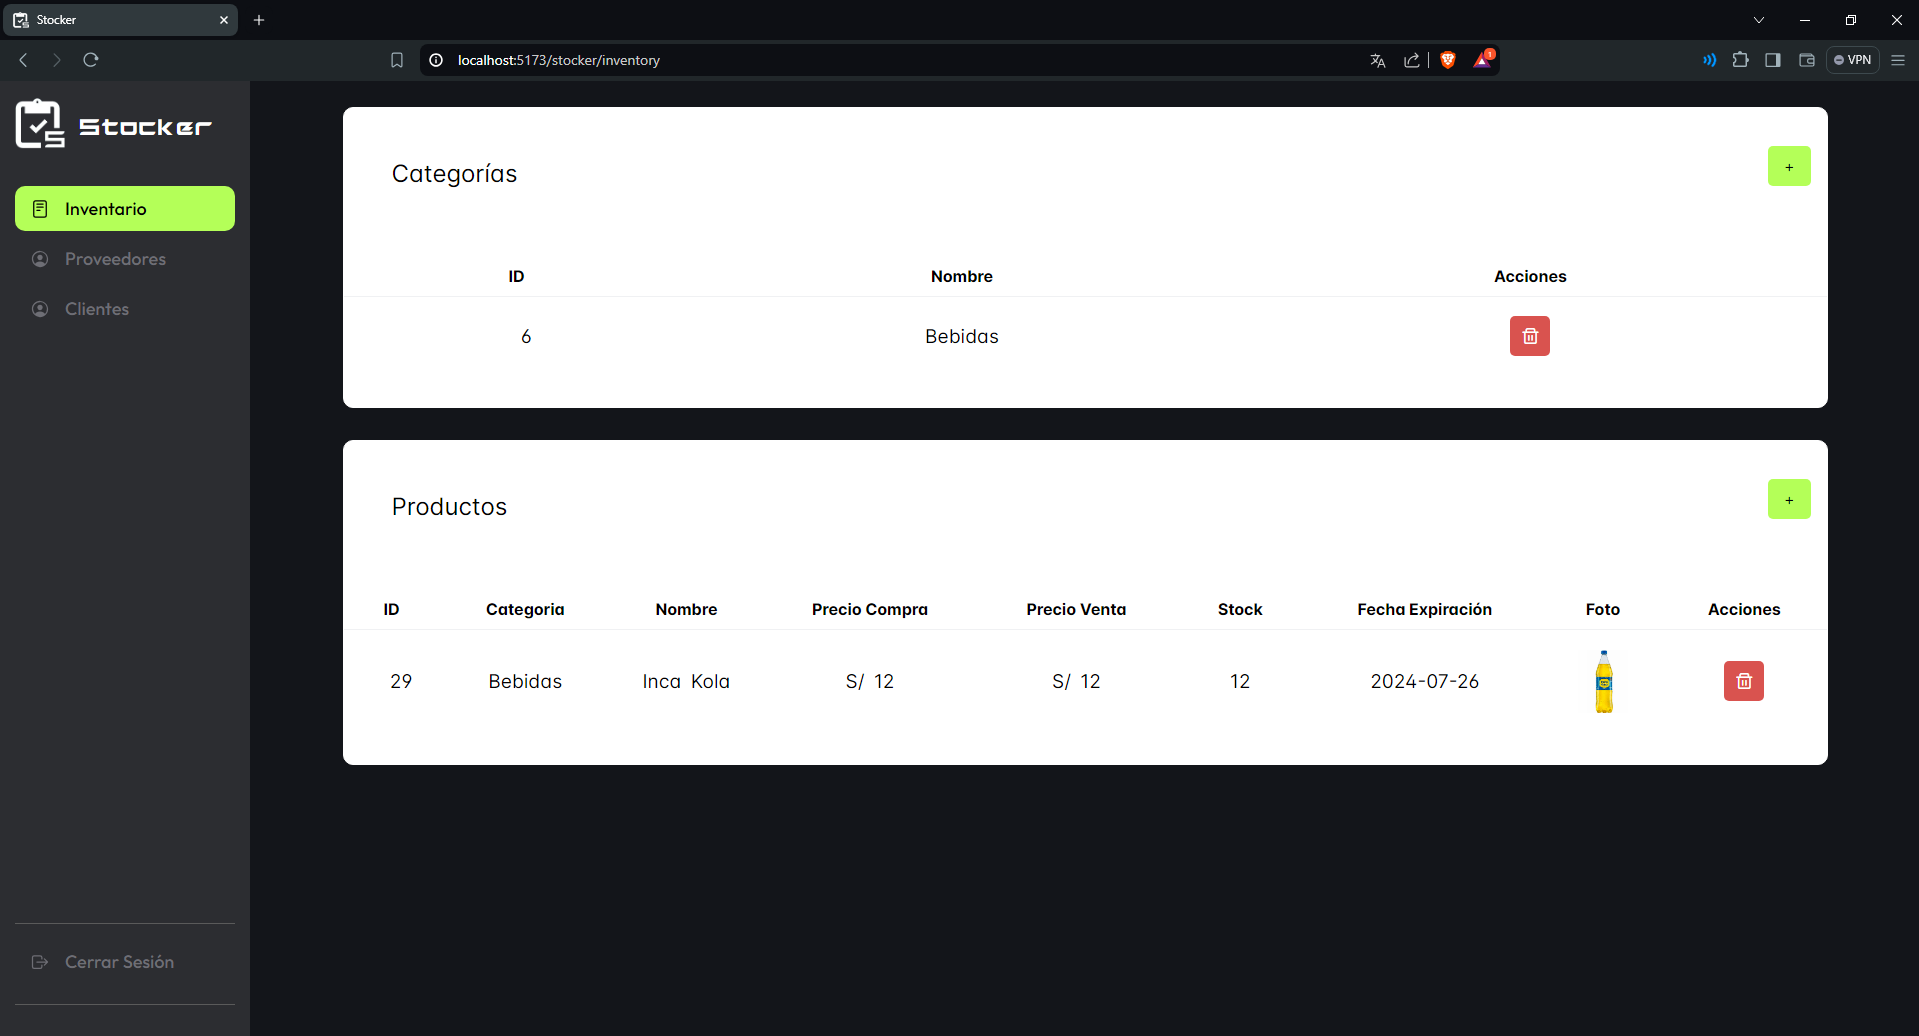 Stocker
localhost:5173/stocker/inventory
1
VPN
Stocker
Inventario
Proveedores
Clientes
Cerrar Sesión
Categorías
+
ID Nombre Acciones
6 Bebidas
Productos
+
ID Categoria Nombre Precio Compra Precio Venta Stock Fecha Expiración Foto Acciones
29 Bebidas Inca Kola S/ 12 S/ 12 12 2024-07-26